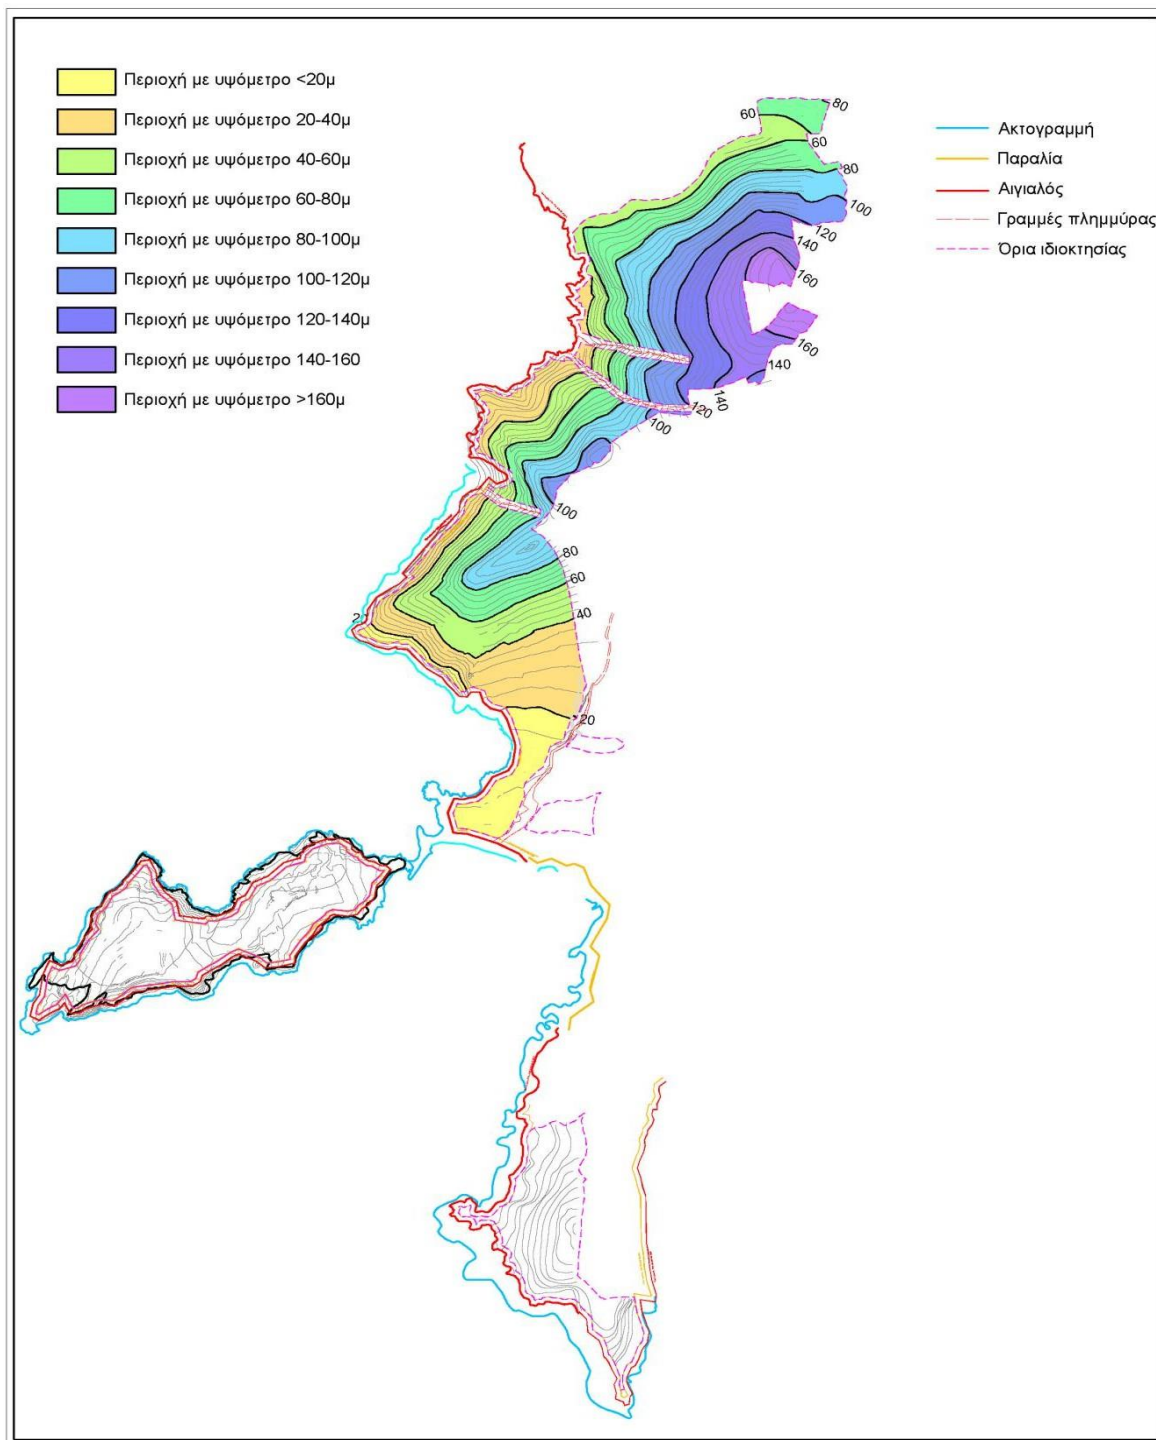 Περιοχή με υψόμετρο <20μ
Περιοχή με υψόμετρο 20-40μ
Περιοχή με υψόμετρο 40-60μ
Περιοχή με υψόμετρο 60-80μ
Περιοχή με υψόμετρο 80-100μ
Περιοχή με υψόμετρο 100-120μ
Περιοχή με υψόμετρο 120-140μ
Περιοχή με υψόμετρο 140-160
Περιοχή με υψόμετρο >160μ
Ακτογραμμή
Παραλία
Αιγιαλός
Γραμμές πλημμύρας
Όρια ιδιοκτησίας
80
60
60
80
100
120
140
160
160
140
140
120
100
100
80
60
40
2
20